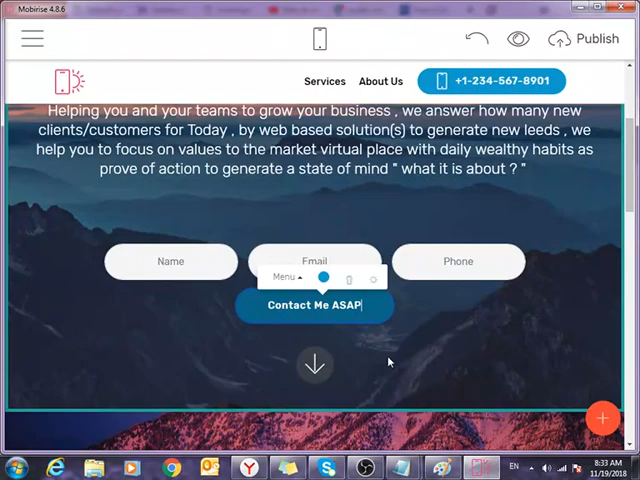 Mobirise 4.8.6
Publish
Services About Us +1-234-567-8901
Helping you and your teams to grow your business , we answer how many new
clients/customers for Today , by web based solution(s) to generate new leeds , we
help you to focus on values to the market virtual place with daily wealthy habits as
prove of action to generate a state of mind " what it is about ? "
Name Email Phone
Menu
Contact Me ASAP
EN 8:33 AM
11/19/2018